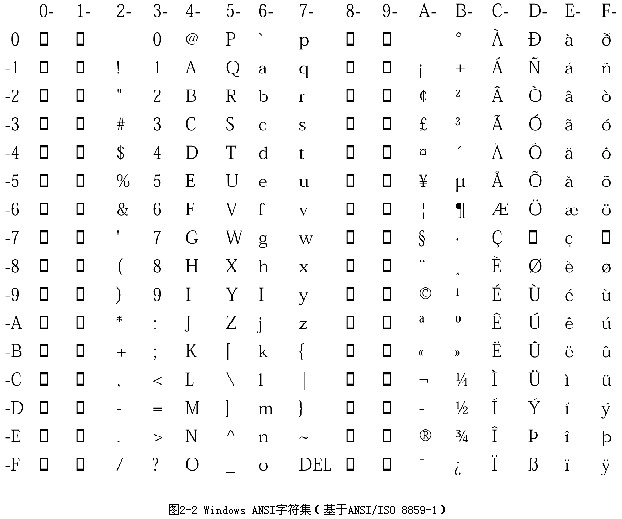 0- 1- 2- 3- 4- 5- 6- 7- 8- 9- A- B- C- D- E- F-
0 □ □ 0 @ P ` p □ □ ° À Ð à ð
-1 □ □ ! 1 A Q a q □ □ ¡ + Á Ñ á ñ
-2 □ □ " 2 B R b r □ □ ¢ ² Â Ò â ò
-3 □ □ # 3 C S c s □ □ £ ³ Ã Ó ã ó
-4 □ □ $ 4 D T d t □ □ ¤ ´ Λ Ô ä ô
-5 □ □ % 5 E U e u □ □ ¥ µ Å Õ à õ
-6 □ □ & 6 F V f v □ □ ¦ ¶ Æ Ö æ ö
-7 □ □ ' 7 G W g w □ □ § · Ç □ ç □
-8 □ □ ( 8 H X h x □ □ ¨ ¸ È Ø è ø
-9 □ □ ) 9 I Y I y □ □ © ¹ É Ù é ù
-A □ □ * : J Z j z □ □ ª º Ê Ú ê ú
-B □ □ + ; K [ k { □ □ « » Ë Û ë û
-C □ □ , < L \ l | □ □ ¬ ¼ Ì Ü ì ü
-D □ □ - = M ] m } □ □ - ½ Í Ý í ý
-E □ □ . > N ^ n ~ □ □ ® ¾ Î Þ î þ
-F □ □ / ? O _ o DEL □ □ ¯ ¿ Ï ß ï ÿ
图2-2 Windows ANSI字符集(基于ANSI/ISO 8859-1)